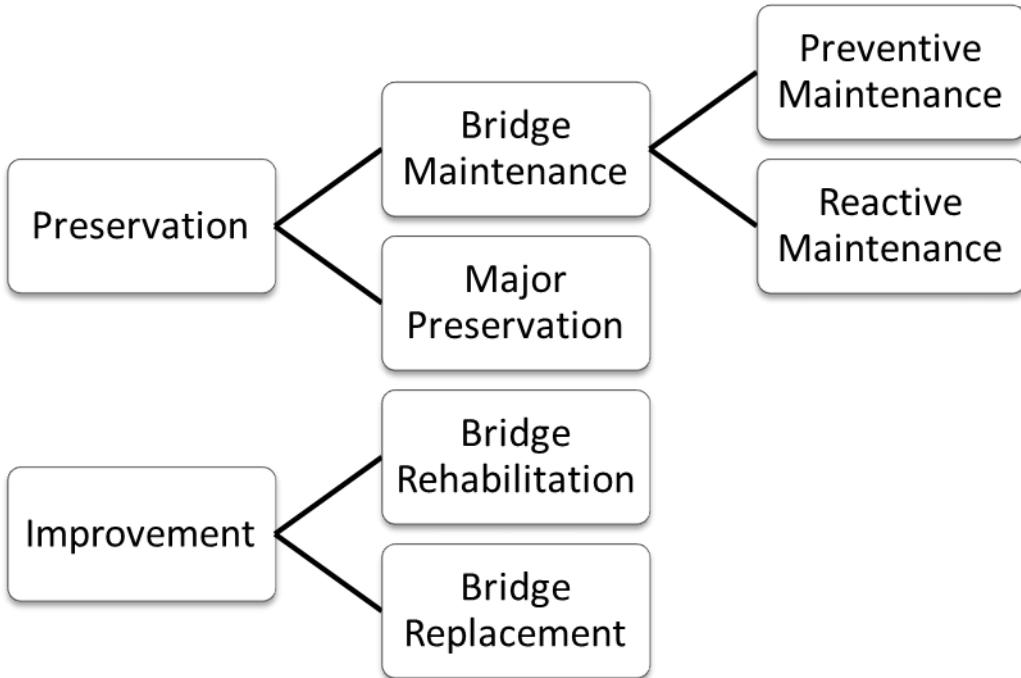 Preservation
Bridge
Maintenance
Preventive
Maintenance
Reactive
Maintenance
Major
Preservation
Improvement
Bridge
Rehabilitation
Bridge
Replacement